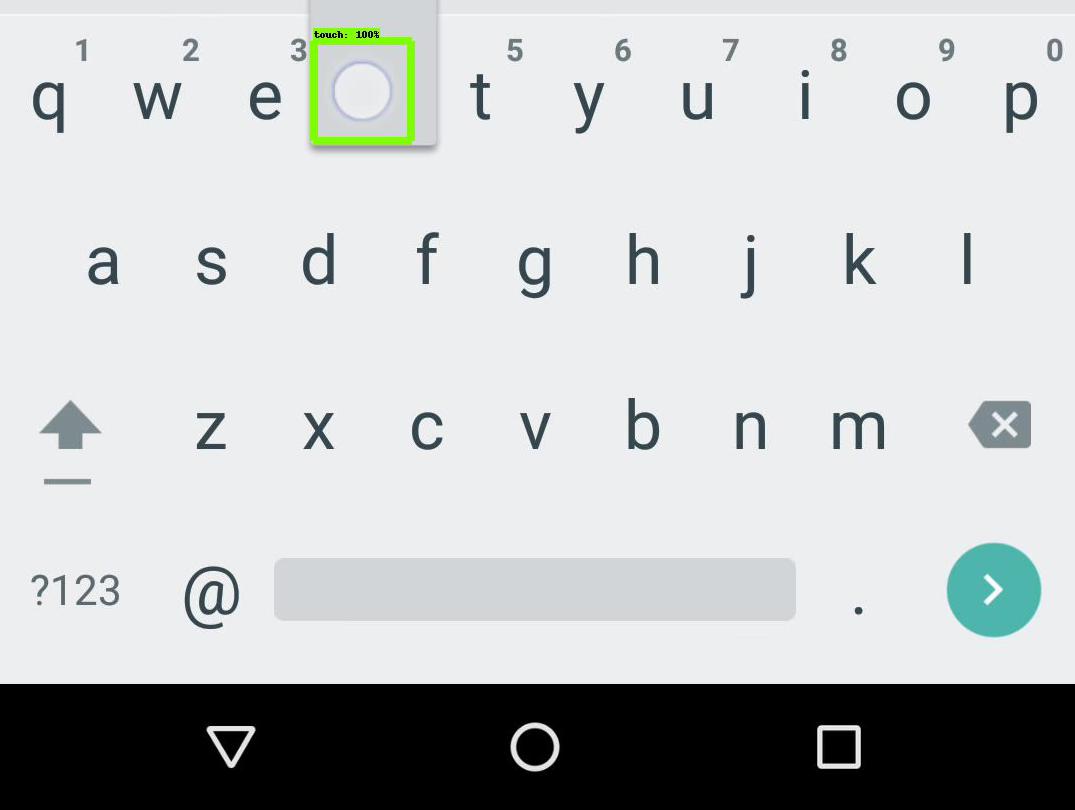 touch: 100%
1 2 3 5 6 7 8 9 0
q w e t y u i o p
a s d f g h j k l
z x c v b n m
?123 @ .